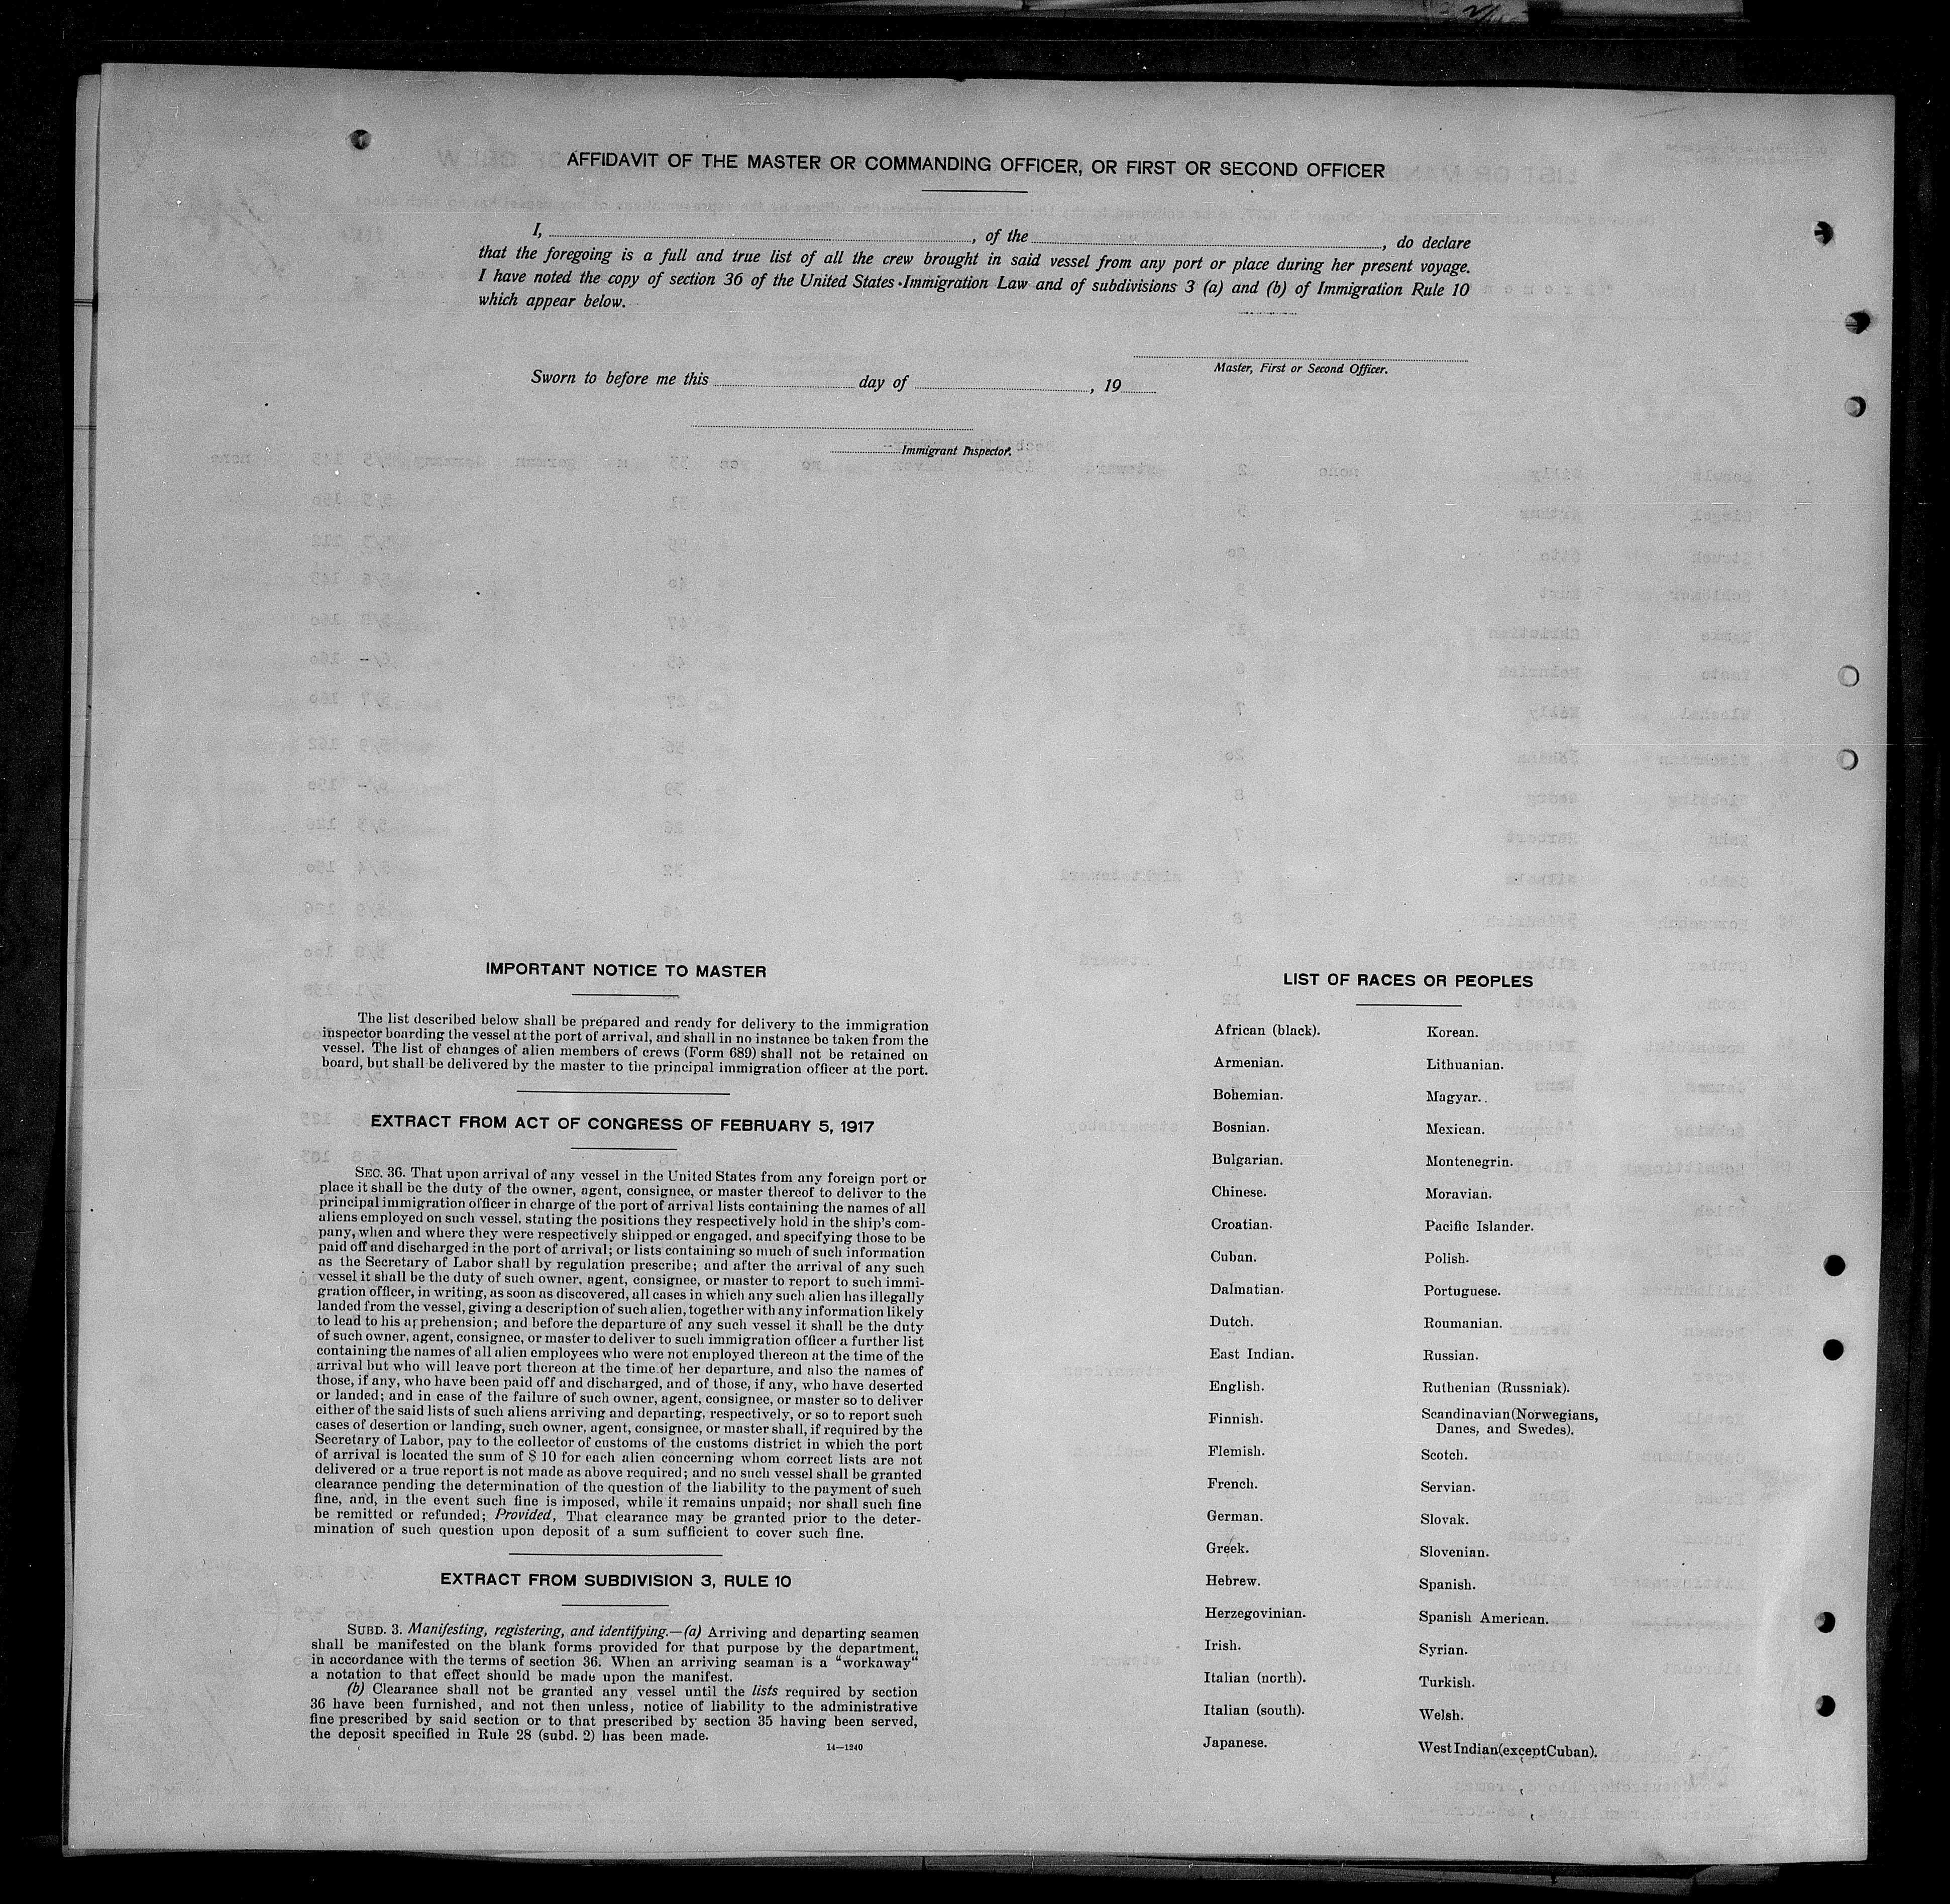 AFFIDAVIT OF THE MASTER OR COMMANDING OFFICER, OR FIRST OR SECOND OFFICER
I, , of the , do declare
that the foregoing is a full and true list of all the crew brought in said vessel from any port or place during her present voyage.
I have noted the copy of section 36 of the United States Immigration Law and of subdivisions 3 (a) and (b) of Immigration Rule 10
which appear below.
Master, First or Second Officer.
Sworn to before me this day of , 19
Immigrant Inspector.
IMPORTANT NOTICE TO MASTER
The list described below shall be prepared and ready for delivery to the immigration
inspector boarding the vessel at the port of arrival, and shall in no instance be taken from the
vessel. The list of changes of alien members of crews (Form 689) shall not be retained on
board, but shall be delivered by the master to the principal immigration officer at the port.
EXTRACT FROM ACT OF CONGRESS OF FEBRUARY 5, 1917
SEC. 36. That upon arrival of any vessel in the United States from any foreign port or
place it shall be the duty of the owner, agent, consignee, or master thereof to deliver to the
principal immigration officer in charge of the port of arrival lists containing the names of all
aliens employed on such vessel, stating the positions they respectively hold in the ship's com-
pany, when and where they were respectively shipped or engaged, and specifying those to be
paid off and discharged in the port of arrival; or lists containing so much of such information
as the Secretary of Labor shall by regulation prescribe; and after the arrival of any such
vessel it shall be the duty of such owner, agent, consignee, or master to report to such immi-
gration officer, in writing, as soon as discovered, all cases in which any such alien has illegally
landed from the vessel, giving a description of such alien, together with any information likely
to lead to his apprehension; and before the departure of any such vessel it shall be the duty
of such owner, agent, consignee, or master to deliver to such immigration officer a further list
containing the names of all alien employees who were not employed thereon at the time of the
arrival but who will leave port thereon at the time of her departure, and also the names of
those, if any, who have been paid off and discharged, and of those, if any, who have deserted
or landed; and in case of the failure of such owner, agent, consignee, or master so to deliver
either of the said lists of such aliens arriving and departing, respectively, or so to report such
cases of desertion or landing, such owner, agent, consignee, or master shall, if required by the
Secretary of Labor, pay to the collector of customs of the customs district in which the port
of arrival is located the sum of $ 10 for each alien concerning whom correct lists are not
delivered or a true report is not made as above required; and no such vessel shall be granted
clearance pending the determination of the question of the liability to the payment of such
fine, and, in the event such fine is imposed, while it remains unpaid; nor shall such fine
be remitted or refunded; Provided, That clearance may be granted prior to the deter-
mination of such question upon deposit of a sum sufficient to cover such fine.
EXTRACT FROM SUBDIVISION 3, RULE 10
SUBD. 3. Manifesting, registering, and identifying.—(a) Arriving and departing seamen
shall be manifested on the blank forms provided for that purpose by the department,
in accordance with the terms of section 36. When an arriving seaman is a “workaway“
a notation to that effect should be made upon the manifest.
(b) Clearance shall not be granted any vessel until the lists required by section
36 have been furnished, and not then unless, notice of liability to the administrative
fine prescribed by said section or to that prescribed by section 35 having been served,
the deposit specified in Rule 28 (subd. 2) has been made.
14—1240
LIST OF RACES OR PEOPLES
African (black).
Armenian.
Bohemian.
Bosnian.
Bulgarian.
Chinese.
Croatian.
Cuban.
Dalmatian.
Dutch.
East Indian.
English.
Finnish.
Flemish.
French.
German.
Greek.
Hebrew.
Herzegovinian.
Irish.
Italian (north).
Italian (south).
Japanese.
Korean.
Lithuanian.
Magyar.
Mexican.
Montenegrin.
Moravian.
Pacific Islander.
Polish.
Portuguese.
Roumanian.
Russian.
Ruthenian (Russniak).
Scandinavian (Norwegians,
Danes, and Swedes).
Scotch.
Servian.
Slovak.
Slovenian.
Spanish.
Spanish American.
Syrian.
Turkish.
Welsh.
West Indian (except Cuban).